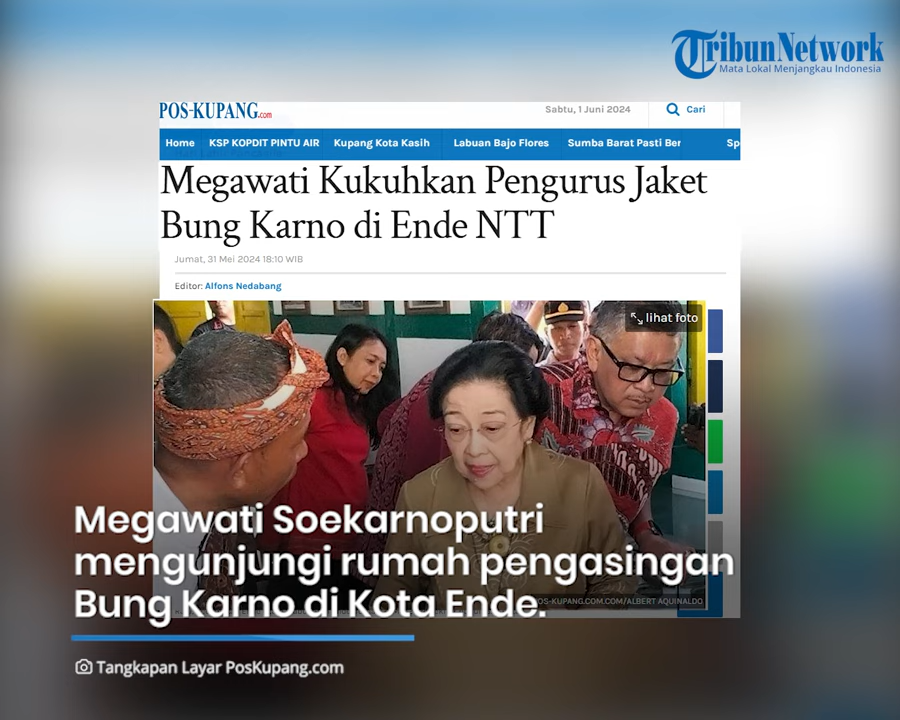 TribunNetwork
Mata Lokal Menjangkau Indonesia
POS-KUPANG.com
Sabtu, 1 Juni 2024
Cari
Home KSP KOPDIT PINTU AIR Kupang Kota Kasih Labuan Bajo Flores Sumba Barat Pasti Ber Sp
Megawati Kukuhkan Pengurus Jaket
Bung Karno di Ende NTT
Jumat, 31 Mei 2024 18:10 WIB
Editor: Alfons Nedabang
lihat foto
Megawati Soekarnoputri
mengunjungi rumah pengasingan
Bung Karno di Kota Ende.
POS-KUPANG.COM.COM/ALBERT AQUINALDO
Tangkapan Layar PosKupang.com